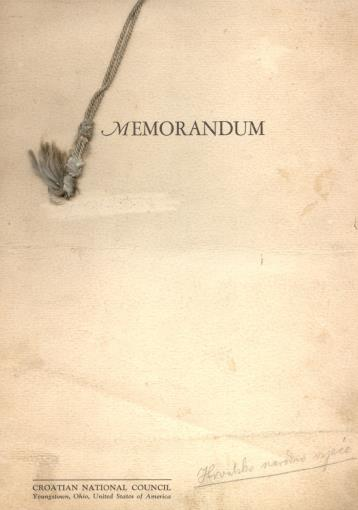 MEMORANDUM
CROATIAN NATIONAL COUNCIL
Youngstown, Ohio, United States of America
Hrvatsko narodno vijeće